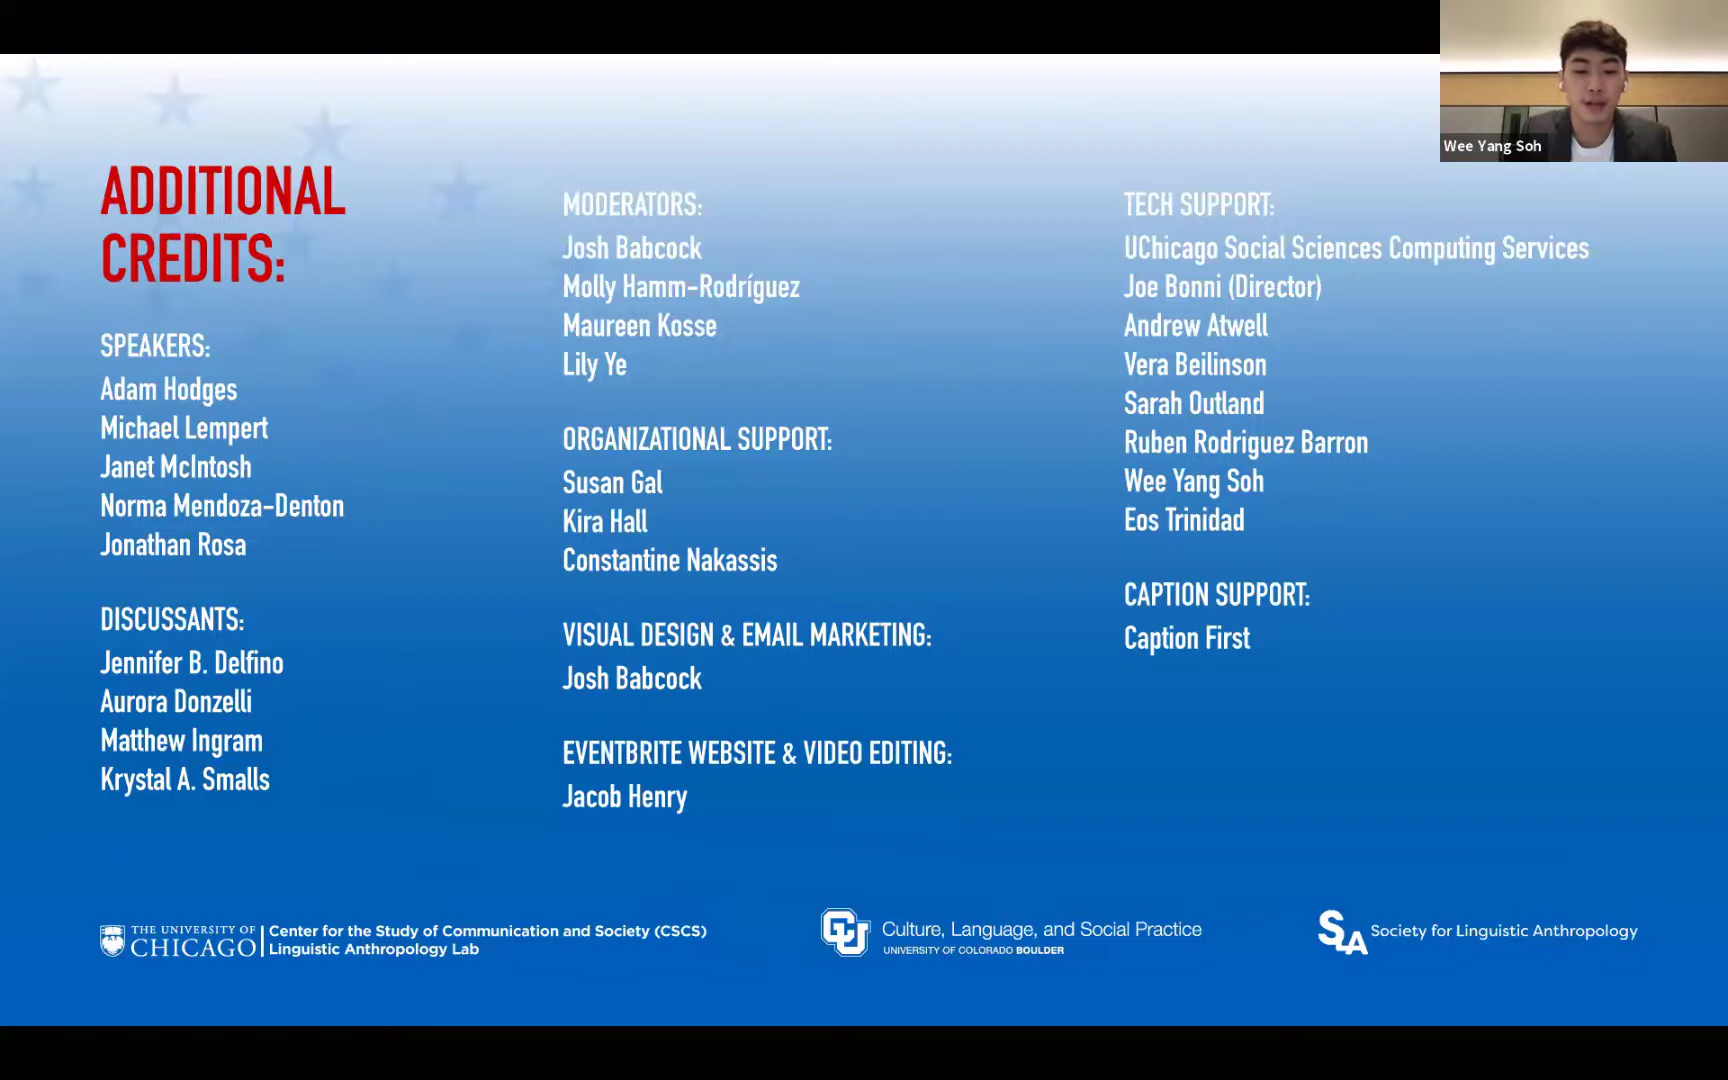 Wee Yang Soh
ADDITIONAL
CREDITS:
SPEAKERS:
Adam Hodges
Michael Lempert
Janet McIntosh
Norma Mendoza-Denton
Jonathan Rosa
DISCUSSANTS:
Jennifer B. Delfino
Aurora Donzelli
Matthew Ingram
Krystal A. Smalls
MODERATORS:
Josh Babcock
Molly Hamm-Rodríguez
Maureen Kosse
Lily Ye
ORGANIZATIONAL SUPPORT:
Susan Gal
Kira Hall
Constantine Nakassis
VISUAL DESIGN & EMAIL MARKETING:
Josh Babcock
EVENTBRITE WEBSITE & VIDEO EDITING:
Jacob Henry
TECH SUPPORT:
UChicago Social Sciences Computing Services
Joe Bonni (Director)
Andrew Atwell
Vera Beilinson
Sarah Outland
Ruben Rodriguez Barron
Wee Yang Soh
Eos Trinidad
CAPTION SUPPORT:
Caption First
THE UNIVERSITY OF
CHICAGO
Center for the Study of Communication and Society (CSCS)
Linguistic Anthropology Lab
CU
Culture, Language, and Social Practice
UNIVERSITY OF COLORADO BOULDER
SLA
Society for Linguistic Anthropology